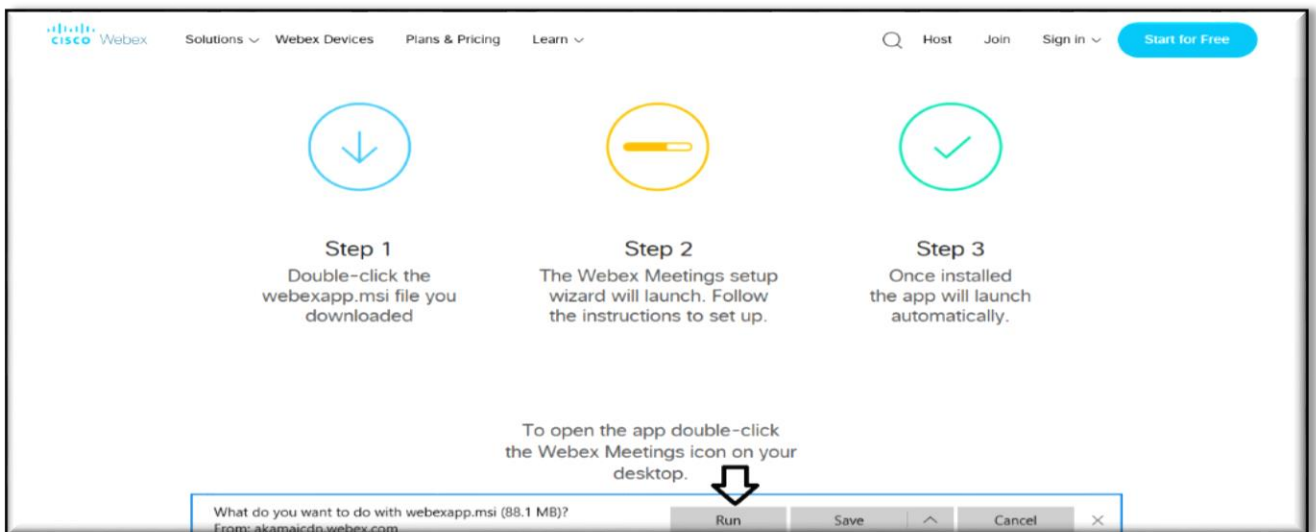 CISCO Webex Solutions Webex Devices Plans & Pricing Learn Host Join Sign in Start for Free
Step 1
Double-click the
webexapp.msi file you
downloaded
Step 2
The Webex Meetings setup
wizard will launch. Follow
the instructions to set up.
Step 3
Once installed
the app will launch
automatically.
To open the app double-click
the Webex Meetings icon on your
desktop.
What do you want to do with webexapp.msi (88.1 MB)?
From: akamaicdn.webex.com
Run Save Cancel